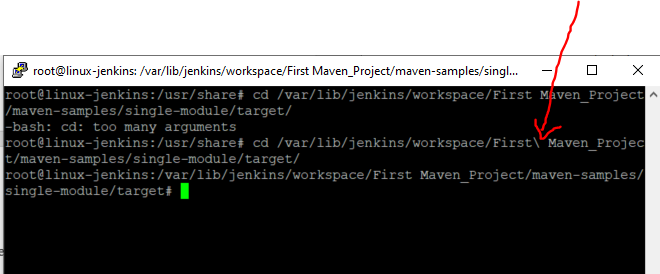 root@linux-jenkins: /var/lib/jenkins/workspace/First Maven_Project/maven-samples/singl...
root@linux-jenkins:/usr/share# cd /var/lib/jenkins/workspace/First Maven_Project
/maven-samples/single-module/target/
-bash: cd: too many arguments
root@linux-jenkins:/usr/share# cd /var/lib/jenkins/workspace/First\ Maven_Projec
t/maven-samples/single-module/target/
root@linux-jenkins:/var/lib/jenkins/workspace/First Maven_Project/maven-samples/
single-module/target#